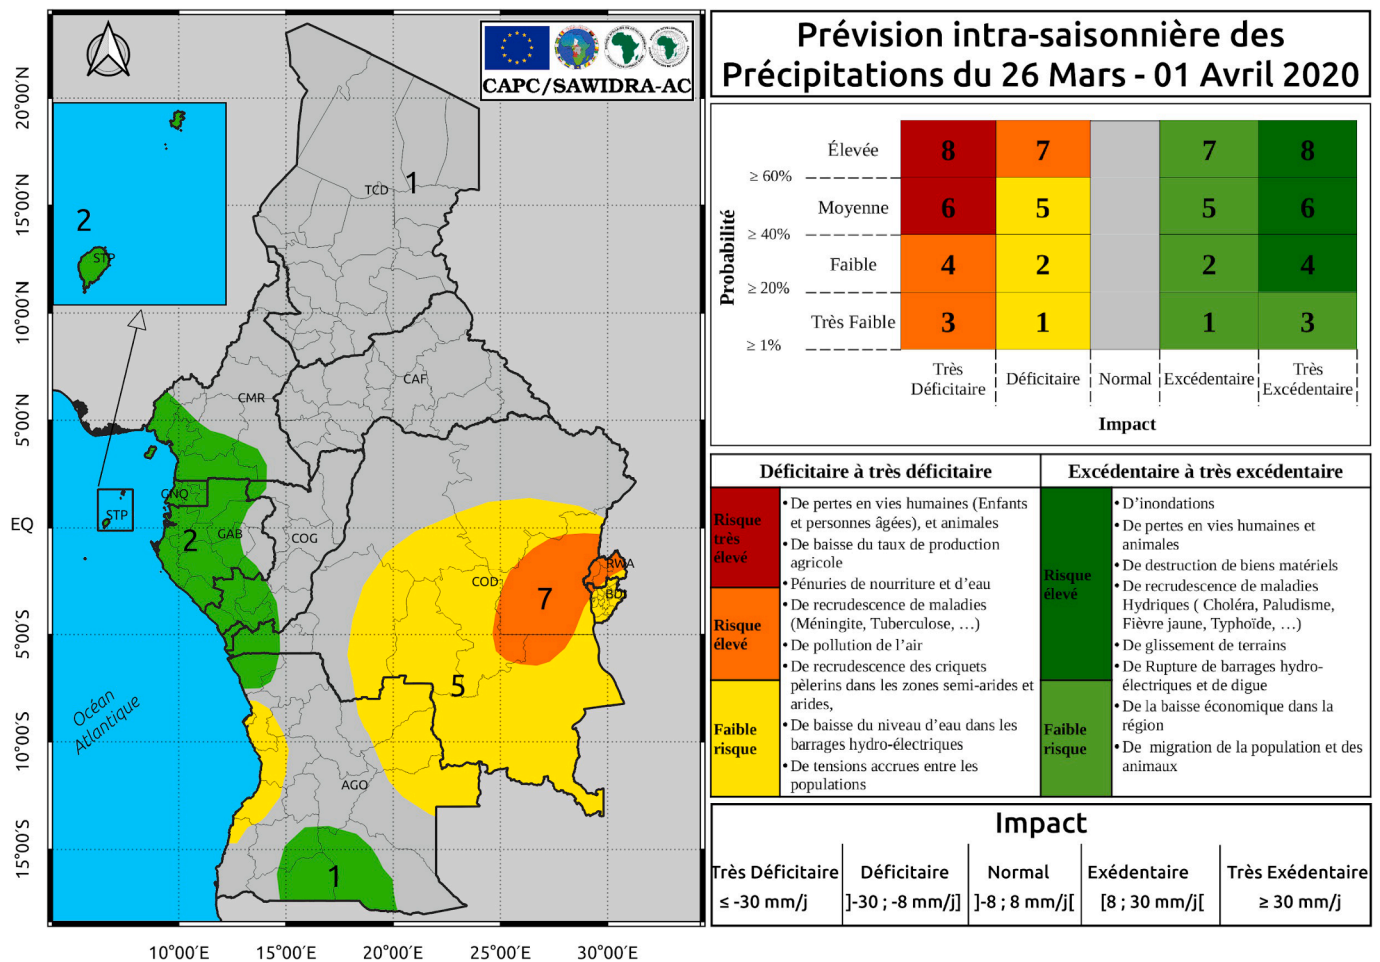 Prévision intra-saisonnière des
Précipitations du 26 Mars - 01 Avril 2020
CAPC/SAWIDRA-AC
20°00′N
15°00′N
10°00′N
5°00′N
EQ
5°00′S
10°00′S
15°00′S
10°00′E
15°00′E
20°00′E
25°00′E
30°00′E
2
STP
TCD
1
CAF
CMR
GNQ
STP
2
GAB
COG
COD
7
RWA
BDI
5
Océan
Atlantique
AGO
1
Probabilité
Élevée
8
7
7
8
≥ 60%
Moyenne
6
5
5
6
≥ 40%
Faible
4
2
2
4
≥ 20%
Très Faible
3
1
1
3
≥ 1%
Très
Déficitaire
Déficitaire
Normal
Excédentaire
Très
Excédentaire
Impact
Déficitaire à très déficitaire
Risque
très
élevé
Risque
élevé
Faible
risque
• De pertes en vies humaines (Enfants
et personnes âgées), et animales
• De baisse du taux de production
agricole
• Pénuries de nourriture et d’eau
• De recrudescence de maladies
(Méningite, Tuberculose, …)
• De pollution de l’air
• De recrudescence des criquets
pèlerins dans les zones semi-arides et
arides,
• De baisse du niveau d’eau dans les
barrages hydro-électriques
• De tensions accrues entre les
populations
Excédentaire à très excédentaire
Risque
élevé
Faible
risque
• D’inondations
• De pertes en vies humaines et
animales
• De destruction de biens matériels
• De recrudescence de maladies
Hydriques ( Choléra, Paludisme,
Fièvre jaune, Typhoïde, …)
• De glissement de terrains
• De Rupture de barrages hydro-
électriques et de digue
• De la baisse économique dans la
région
• De migration de la population et des
animaux
Impact
Très Déficitaire
≤ -30 mm/j
Déficitaire
]-30 ; -8 mm/j]
Normal
]-8 ; 8 mm/j[
Exédentaire
[8 ; 30 mm/j[
Très Exédentaire
≥ 30 mm/j